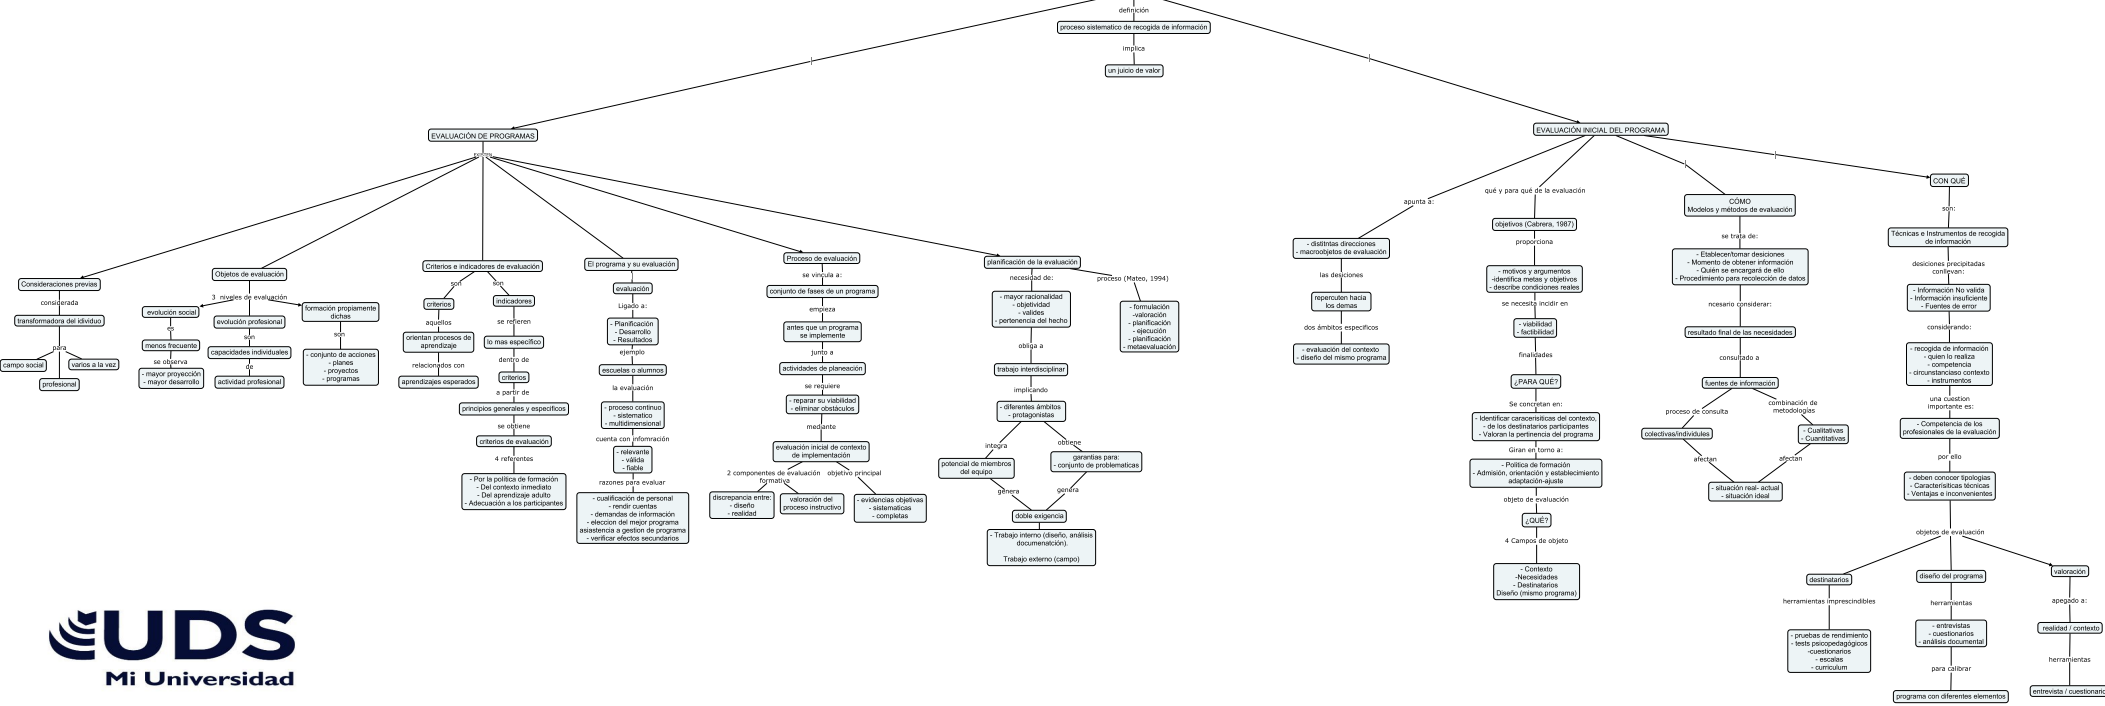 definición
proceso sistematico de recogida de información
implica
un juicio de valor
EVALUACIÓN DE PROGRAMAS
Consideraciones previas
considerada
transformadora del idividuo
para
campo social
profesional
varios a la vez
Objetos de evaluación
3 niveles de evaluación
evolución social
es
menos frecuente
se observa
- mayor proyección
- mayor desarrollo
evolución profesional
son
capacidades individuales
de
actividad profesional
formación propiamente
dichas
son
- conjunto de acciones
- planes
- proyectos
- programas
Criterios e indicadores de evaluación
son
criterios
aquellos
orientan procesos de
aprendizaje
relacionados con
aprendizajes esperados
son
indicadores
se refieren
lo mas específico
dentro de
criterios
a partir de
principios generales y específicos
se obtiene
criterios de evaluación
4 referentes
- Por la política de formación
- Del contexto inmediato
- Del aprendizaje adulto
- Adecuación a los participantes
El programa y su evaluación
evaluación
Ligado a:
- Planificación
- Desarrollo
- Resultados
ejemplo
escuelas o alumnos
la evaluación
- proceso continuo
- sistematico
- multidimensional
cuenta con infomración
- relevante
- válida
- fiable
razones para evaluar
- cualificación de personal
- rendir cuentas
- demandas de información
- eleccion del mejor programa
asiastencia a gestion de programa
- verificar efectos secundarios
Proceso de evaluación
se vincula a:
conjunto de fases de un programa
empieza
antes que un programa
se implemente
junto a
actividades de planeación
se requiere
- reparar su viabilidad
- eliminar obstáculos
mediante
evaluación inicial de contexto
de implementación
2 componentes de evaluación
formativa
discrepancia entre:
- diseño
- realidad
valoración del
proceso instructivo
objetivo principal
- evidencias objetivas
- sistematicas
- completas
planificación de la evaluación
necesidad de:
- mayor racionalidad
- objetividad
- valides
- pertenencia del hecho
obliga a
trabajo interdisciplinar
implicando
- diferentes ámbitos
- protagonistas
integra
potencial de miembros
del equipo
genera
obtiene
garantias para:
- conjunto de problematicas
genera
doble exigencia
- Trabajo interno (diseño, análisis
documenatción).
Trabajo externo (campo)
proceso (Mateo, 1994)
- formulación
-valoración
- planificación
- ejecución
- planificación
- metaevaluación
EVALUACIÓN INICIAL DEL PROGRAMA
apunta a:
- distitntas direcciones
- macroobjetos de evaluación
las desiciones
repercuten hacia
los demas
dos ámbitos especificos
- evaluación del contexto
- diseño del mismo programa
qué y para qué de la evaluación
objetivos (Cabrera, 1987)
proporciona
- motivos y argumentos
-identifica metas y objetivos
- describe condiciones reales
se necesita incidir en
- viabilidad
- factibilidad
finalidades
¿PARA QUÉ?
Se concretan en:
- Identificar caracerisiticas del contexto,
- de los destinatarios participantes
- Valoran la pertinencia del programa
Giran en torno a:
- Politica de formación
- Admisión, orientación y establecimiento
adaptación-ajuste
objeto de evaluación
¿QUÉ?
4 Campos de objeto
- Contexto
-Necesidades
- Destinatarios
Diseño (mismo programa)
CÓMO
Modelos y métodos de evaluación
se trata de:
- Etablecer/tomar desiciones
- Momento de obtener información
- Quién se encargará de ello
- Procedimiento para recolección de datos
ncesario considerar:
resultado final de las necesidades
consultado a
fuentes de información
proceso de consulta
colectivas/individules
afectan
combinación de
metodologías
- Cualitativas
- Cuantitativas
afectan
- situación real- actual
- situación ideal
CON QUÉ
son:
Técnicas e Instrumentos de recogida
de información
desiciones precipitadas
conllevan:
- Información No valida
- Información insuficiente
- Fuentes de error
considerando:
- recogida de información
- quien lo realiza
- competencia
- circunstanciaso contexto
- instrumentos
una cuestion
importante es:
- Competencia de los
profesionales de la evaluación
por ello
- deben conocer tipologías
- Caracterisiticas técnicas
- Ventajas e inconvenientes
objetos de evaluación
destinatarios
herramientas imprescindibles
- pruebas de rendimiento
- tests psicopedagógicos
-cuestionarios
- escalas
- curriculum
diseño del programa
herramientas
- entrevistas
- cuestionarios
- análisis documental
para calibrar
programa con diferentes elementos
valoración
apegado a:
realidad / contexto
herramientas
entrevista / cuestionario
UDS
Mi Universidad